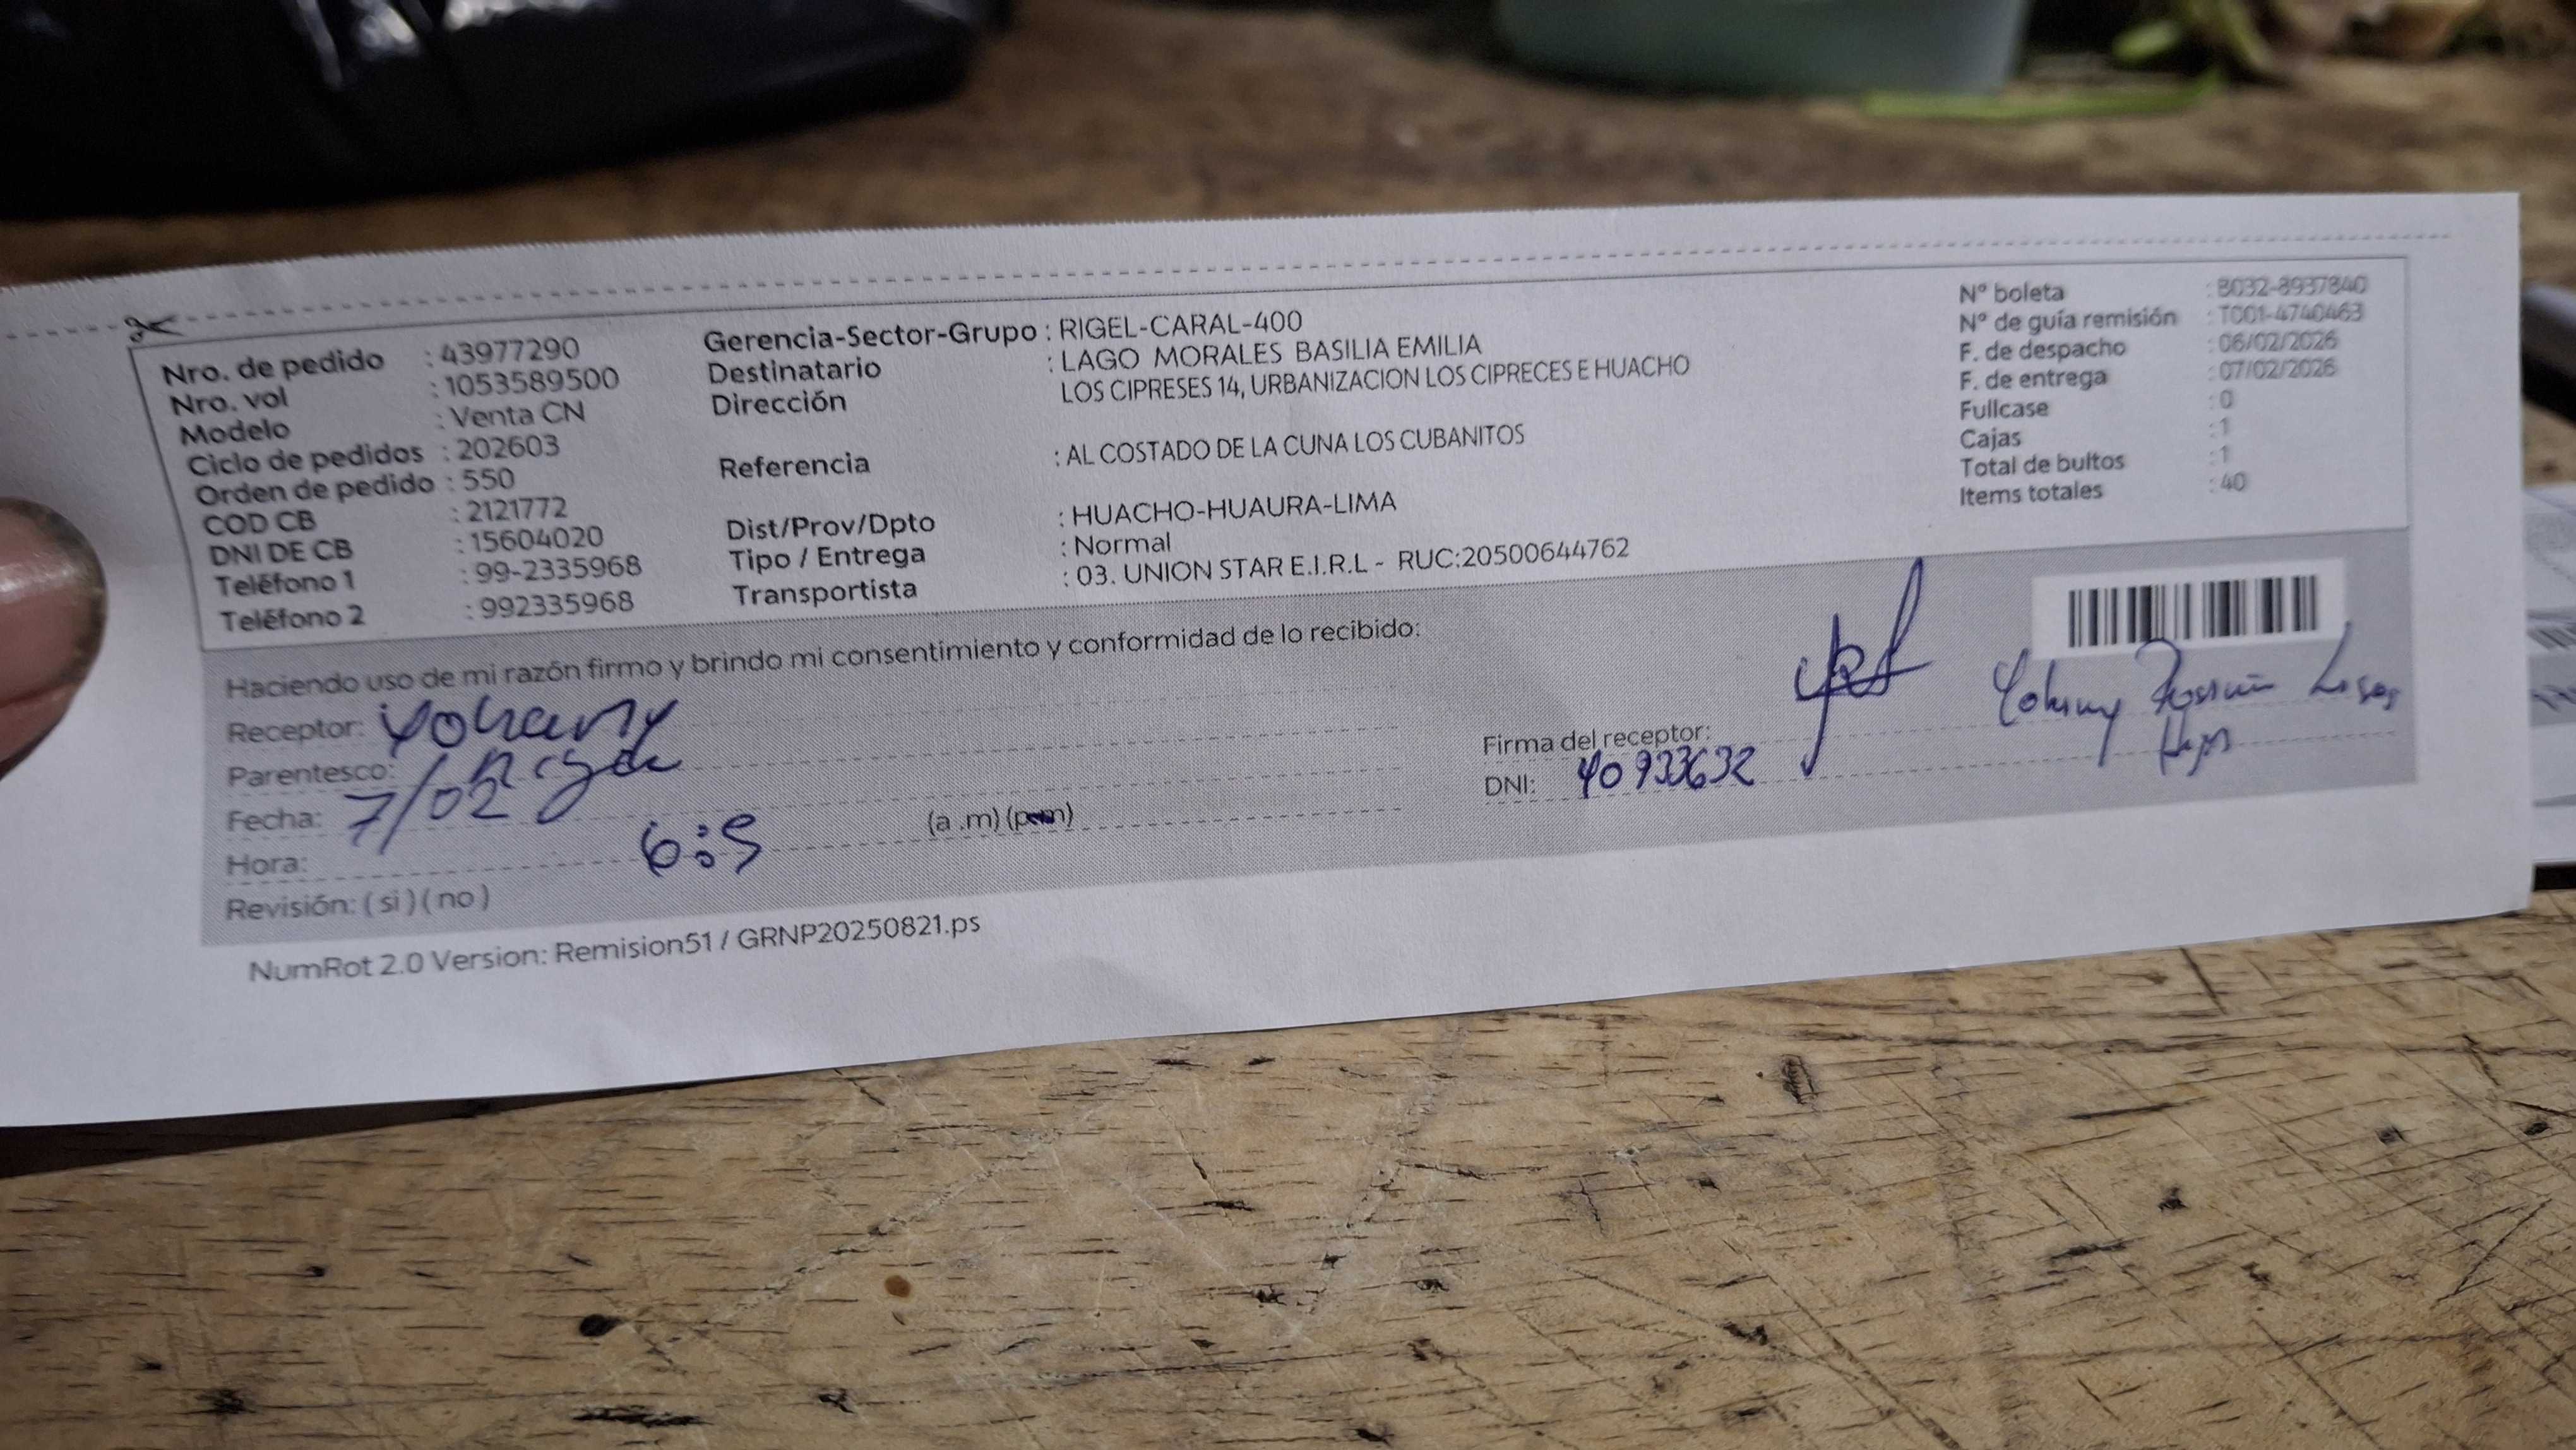 Nro. de pedido : 43977290
Nro. vol : 1053589500
Modelo : Venta CN
Ciclo de pedidos : 202603
Orden de pedido : 550
COD CB : 2121772
DNI DE CB : 15604020
Teléfono 1 : 99-2335968
Teléfono 2 : 992335968
Gerencia-Sector-Grupo : RIGEL-CARAL-400
Destinatario : LAGO MORALES BASILIA EMILIA
Dirección LOS CIPRESES 14, URBANIZACION LOS CIPRECES E HUACHO
Referencia : AL COSTADO DE LA CUNA LOS CUBANITOS
Dist/Prov/Dpto : HUACHO-HUAURA-LIMA
Tipo / Entrega : Normal
Transportista : 03. UNION STAR E.I.R.L - RUC:20500644762
N° boleta : B032-8937840
N° de guía remisión : T001-4740463
F. de despacho : 06/02/2026
F. de entrega : 07/02/2026
Fullcase : 0
Cajas : 1
Total de bultos : 1
Items totales : 40
Haciendo uso de mi razón firmo y brindo mi consentimiento y conformidad de lo recibido:
Receptor: Yohany
Parentesco:
Fecha: 7/02
Hora: 6:5 (a .m) (p.m)
Revisión: ( si ) ( no )
Firma del receptor:
DNI: 40933632
NumRot 2.0 Version: Remision51 / GRNP20250821.ps